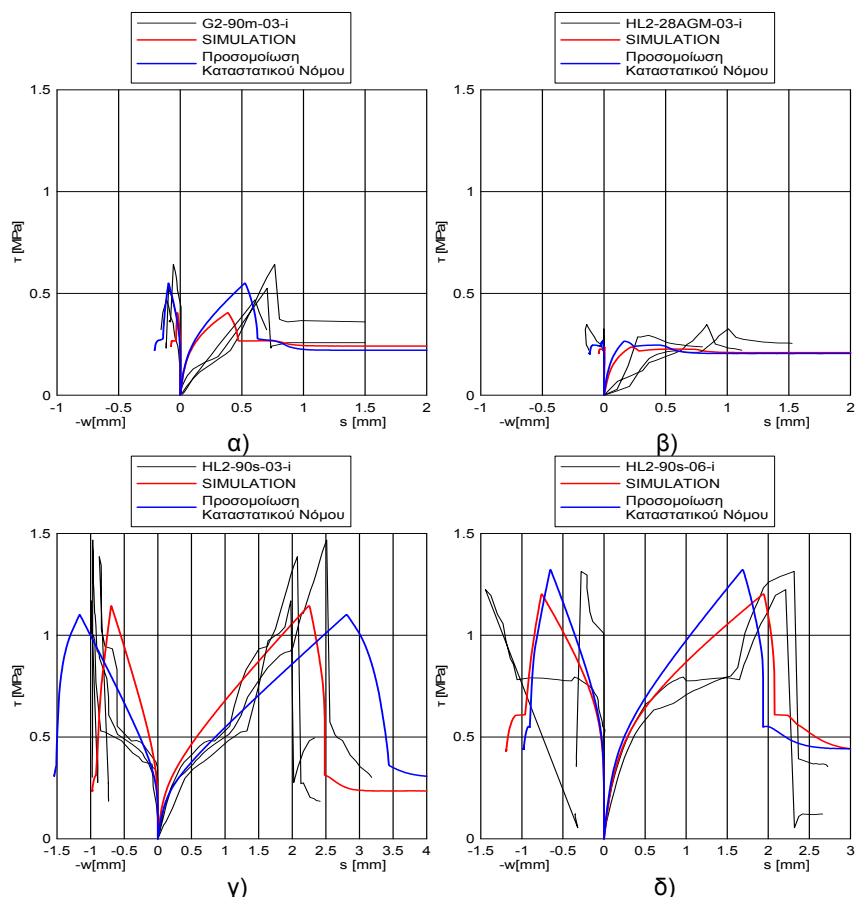 G2-90m-03-i
SIMULATION
Προσομοίωση
Καταστατικού Νόμου
HL2-28AGM-03-i
SIMULATION
Προσομοίωση
Καταστατικού Νόμου
1.5
1
0.5
0
τ [MPa]
-1 -0.5 0 0.5 1 1.5 2
-w[mm] s [mm]
α)
1.5
1
0.5
0
τ [MPa]
-1 -0.5 0 0.5 1 1.5 2
-w[mm] s [mm]
β)
HL2-90s-03-i
SIMULATION
Προσομοίωση
Καταστατικού Νόμου
HL2-90s-06-i
SIMULATION
Προσομοίωση
Καταστατικού Νόμου
1.5
1
0.5
0
τ [MPa]
-1.5 -1 -0.5 0 0.5 1 1.5 2 2.5 3 3.5 4
-w[mm] s [mm]
γ)
1.5
1
0.5
0
τ [MPa]
-1.5 -1 -0.5 0 0.5 1 1.5 2 2.5 3
-w[mm] s [mm]
δ)